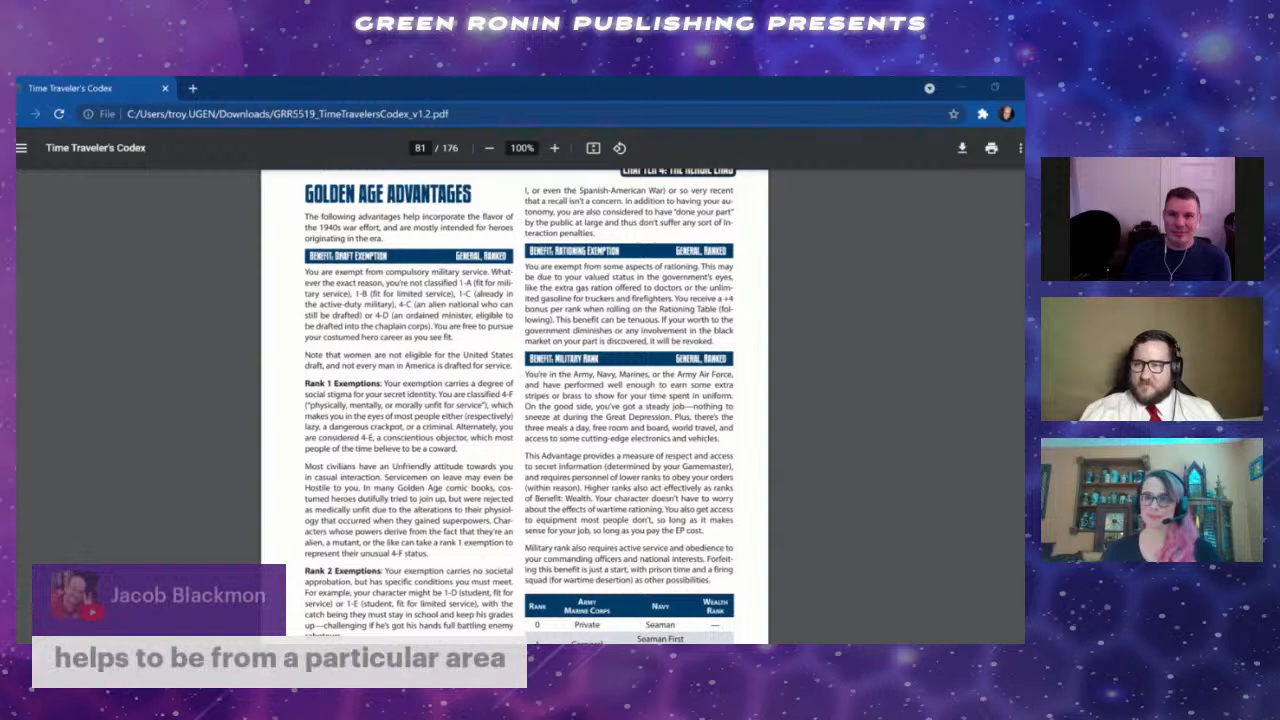 GREEN RONIN PUBLISHING PRESENTS
Time Traveler's Codex
File
C:/Users/troy.UGEN/Downloads/GRR5519_TimeTravelersCodex_v1.2.pdf
Time Traveler's Codex
81 / 176
100%
CHAPTER 4: THE HEROIC ERAS
GOLDEN AGE ADVANTAGES
The following advantages help incorporate the flavor of
the 1940s war effort, and are mostly intended for heroes
originating in the era.
BENEFIT: DRAFT EXEMPTION GENERAL, RANKED
You are exempt from compulsory military service. What-
ever the exact reason, you're not classified 1-A (fit for mili-
tary service), 1-B (fit for limited service), 1-C (already in
the active-duty military), 4-C (an alien national who can
still be drafted) or 4-D (an ordained minister, eligible to
be drafted into the chaplain corps). You are free to pursue
your costumed hero career as you see fit.
Note that women are not eligible for the United States
draft, and not every man in America is drafted for service.
Rank 1 Exemptions: Your exemption carries a degree of
social stigma for your secret identity. You are classified 4-F
("physically, mentally, or morally unfit for service"), which
makes you in the eyes of most people either (respectively)
lazy, a dangerous crackpot, or a criminal. Alternately, you
are considered 4-E, a conscientious objector, which most
people of the time believe to be a coward.
Most civilians have an Unfriendly attitude towards you
in casual interaction. Servicemen on leave may even be
Hostile to you. In many Golden Age comic books, cos-
tumed heroes dutifully tried to join up, but were rejected
as medically unfit due to the alterations to their physiol-
ogy that occurred when they gained superpowers. Char-
acters whose powers derive from the fact that they're an
alien, a mutant, or the like can take a rank 1 exemption to
represent their unusual 4-F status.
Rank 2 Exemptions: Your exemption carries no societal
approbation, but has specific conditions you must meet.
For example, your character might be 1-D (student, fit for
service) or 1-E (student, fit for limited service), with the
catch being they must stay in school and keep his grades
up—challenging if he's got his hands full battling enemy
I, or even the Spanish-American War) or so very recent
that a recall isn't a concern. In addition to having your au-
tonomy, you are also considered to have "done your part"
by the public at large and thus don't suffer any sort of in-
teraction penalties.
BENEFIT: RATIONING EXEMPTION GENERAL, RANKED
You are exempt from some aspects of rationing. This may
be due to your valued status in the government's eyes,
like the extra gas ration offered to doctors or the unlim-
ited gasoline for truckers and firefighters. You receive a +4
bonus per rank when rolling on the Rationing Table (fol-
lowing). This benefit can be tenuous. If your worth to the
government diminishes or any involvement in the black
market on your part is discovered, it will be revoked.
BENEFIT: MILITARY RANK GENERAL, RANKED
You're in the Army, Navy, Marines, or the Army Air Force,
and have performed well enough to earn some extra
stripes or brass to show for your time spent in uniform.
On the good side, you've got a steady job—nothing to
sneeze at during the Great Depression. Plus, there's the
three meals a day, free room and board, world travel, and
access to some cutting-edge electronics and vehicles.
This Advantage provides a measure of respect and access
to secret information (determined by your Gamemaster),
and requires personnel of lower ranks to obey your orders
(within reason). Higher ranks also act effectively as ranks
of Benefit: Wealth. Your character doesn't have to worry
about the effects of wartime rationing. You also get access
to equipment most people don't, so long as it makes
sense for your job, so long as you pay the EP cost.
Military rank also requires active service and obedience to
your commanding officers and national interests. Forfeit-
ing this benefit is just a start, with prison time and a firing
squad (for wartime desertion) as other possibilities.
RANK ARMY MARINE CORPS NAVY WEALTH RANK
0 Private Seaman —
Seaman First
Jacob Blackmon
helps to be from a particular area